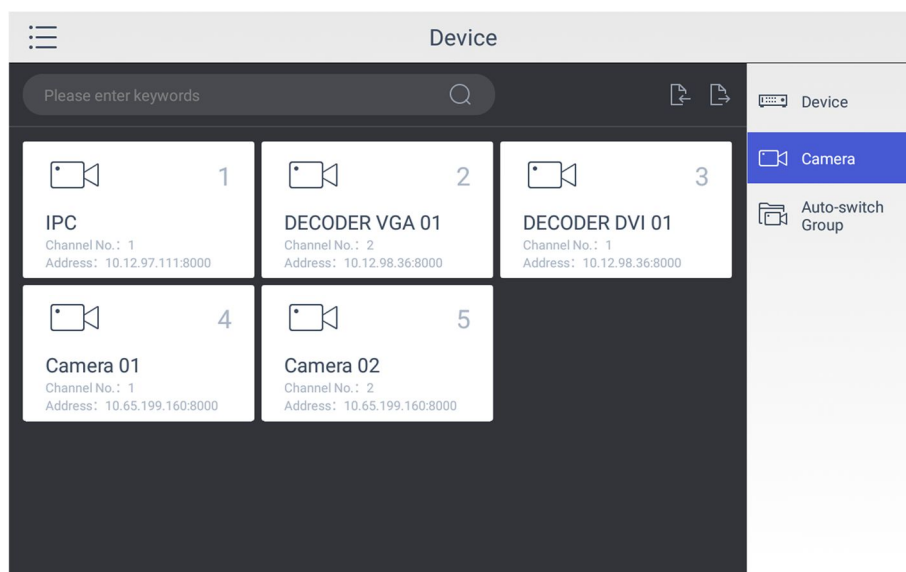 Device
Please enter keywords
1
IPC
Channel No.：1
Address：10.12.97.111:8000
2
DECODER VGA 01
Channel No.：2
Address：10.12.98.36:8000
3
DECODER DVI 01
Channel No.：1
Address：10.12.98.36:8000
4
Camera 01
Channel No.：1
Address：10.65.199.160:8000
5
Camera 02
Channel No.：2
Address：10.65.199.160:8000
Device
Camera
Auto-switch
Group